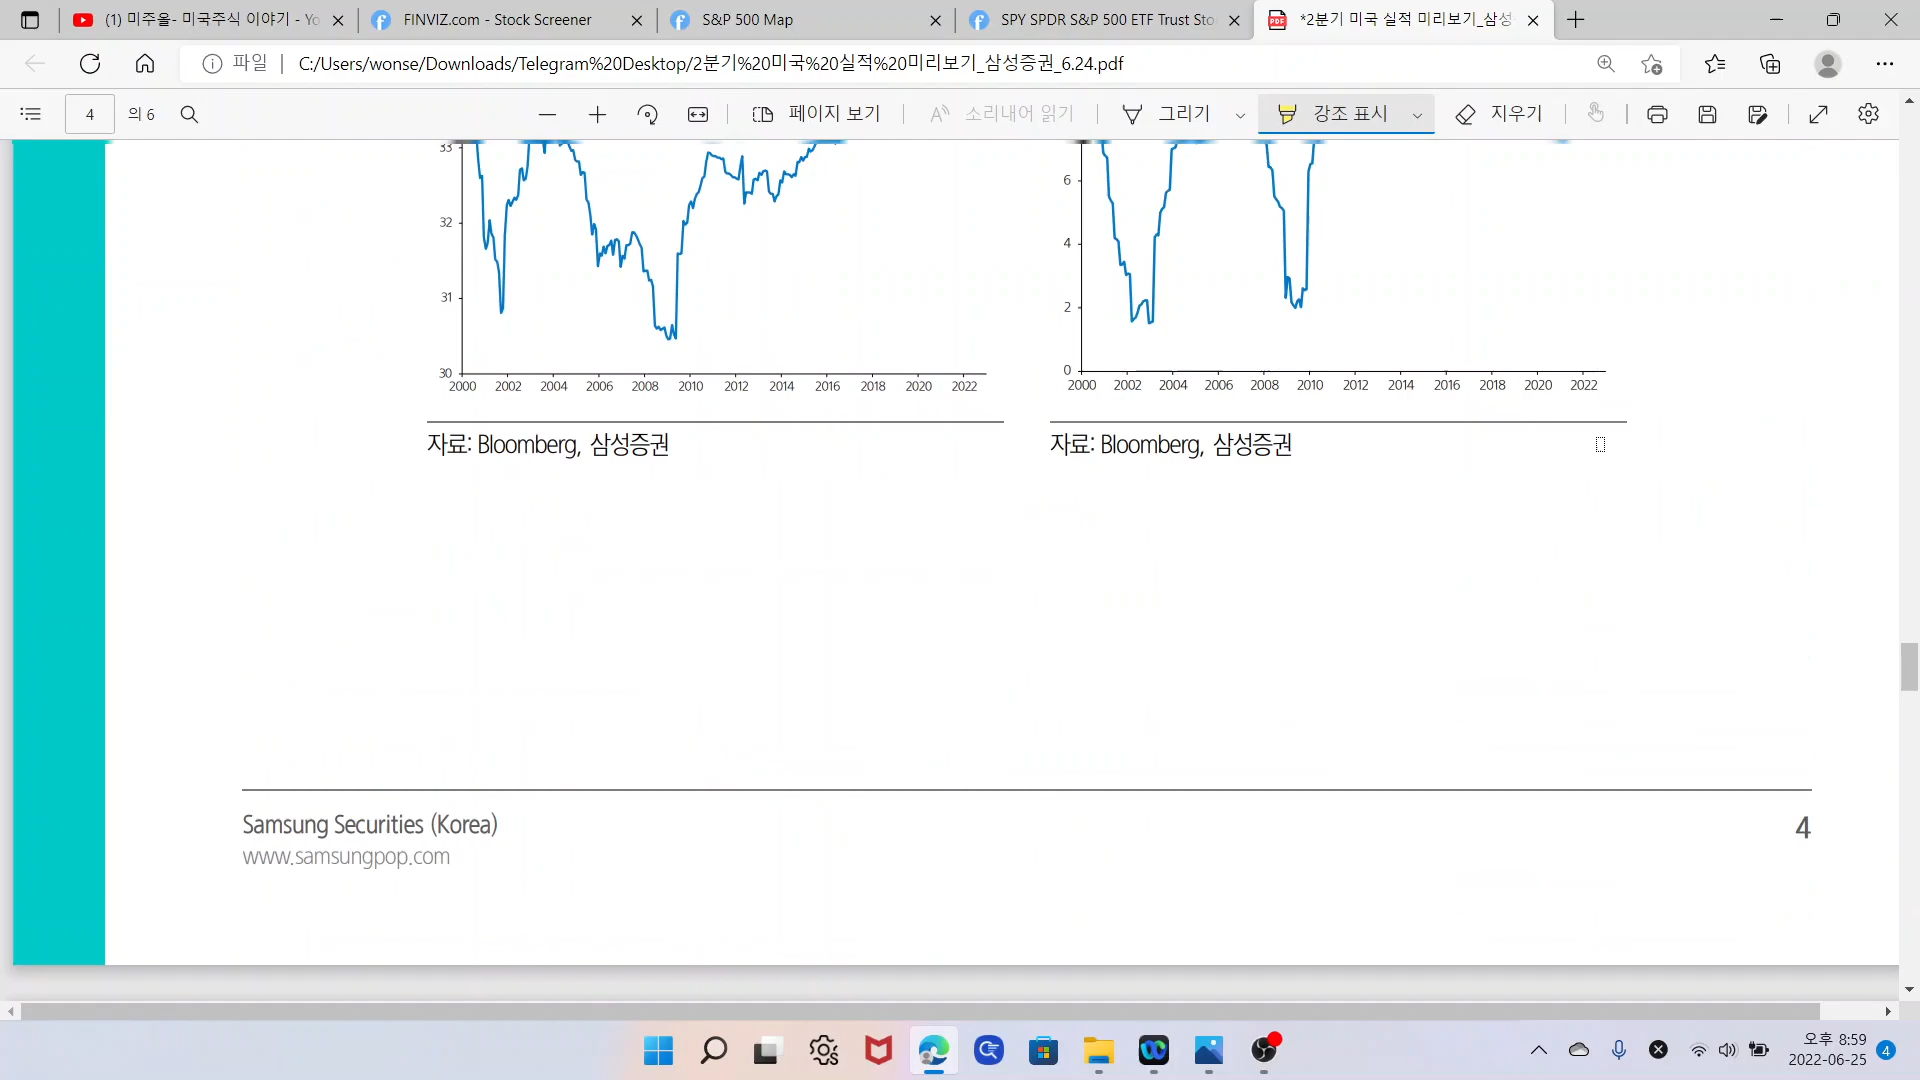 (1) 미주올- 미국주식 이야기 - Yo
FINVIZ.com - Stock Screener
S&P 500 Map
SPY SPDR S&P 500 ETF Trust Sto
*2분기 미국 실적 미리보기_삼성
파일
C:/Users/wonse/Downloads/Telegram%20Desktop/2분기%20미국%20실적%20미리보기_삼성증권_6.24.pdf
4 의 6
페이지 보기
소리내어 읽기
그리기
강조 표시
지우기
33
32
31
30
2000 2002 2004 2006 2008 2010 2012 2014 2016 2018 2020 2022
6
4
2
0
2000 2002 2004 2006 2008 2010 2012 2014 2016 2018 2020 2022
자료: Bloomberg, 삼성증권
자료: Bloomberg, 삼성증권
Samsung Securities (Korea)
www.samsungpop.com
4
오후 8:59
2022-06-25
4